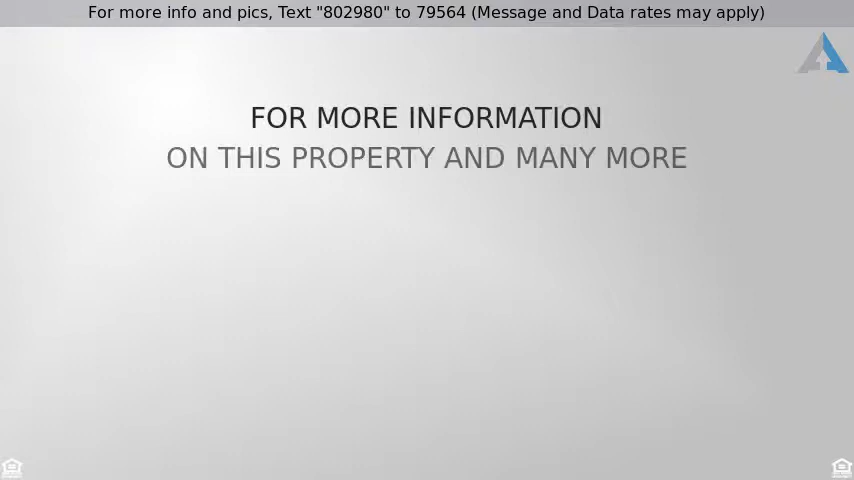 For more info and pics, Text "802980" to 79564 (Message and Data rates may apply)
FOR MORE INFORMATION
ON THIS PROPERTY AND MANY MORE